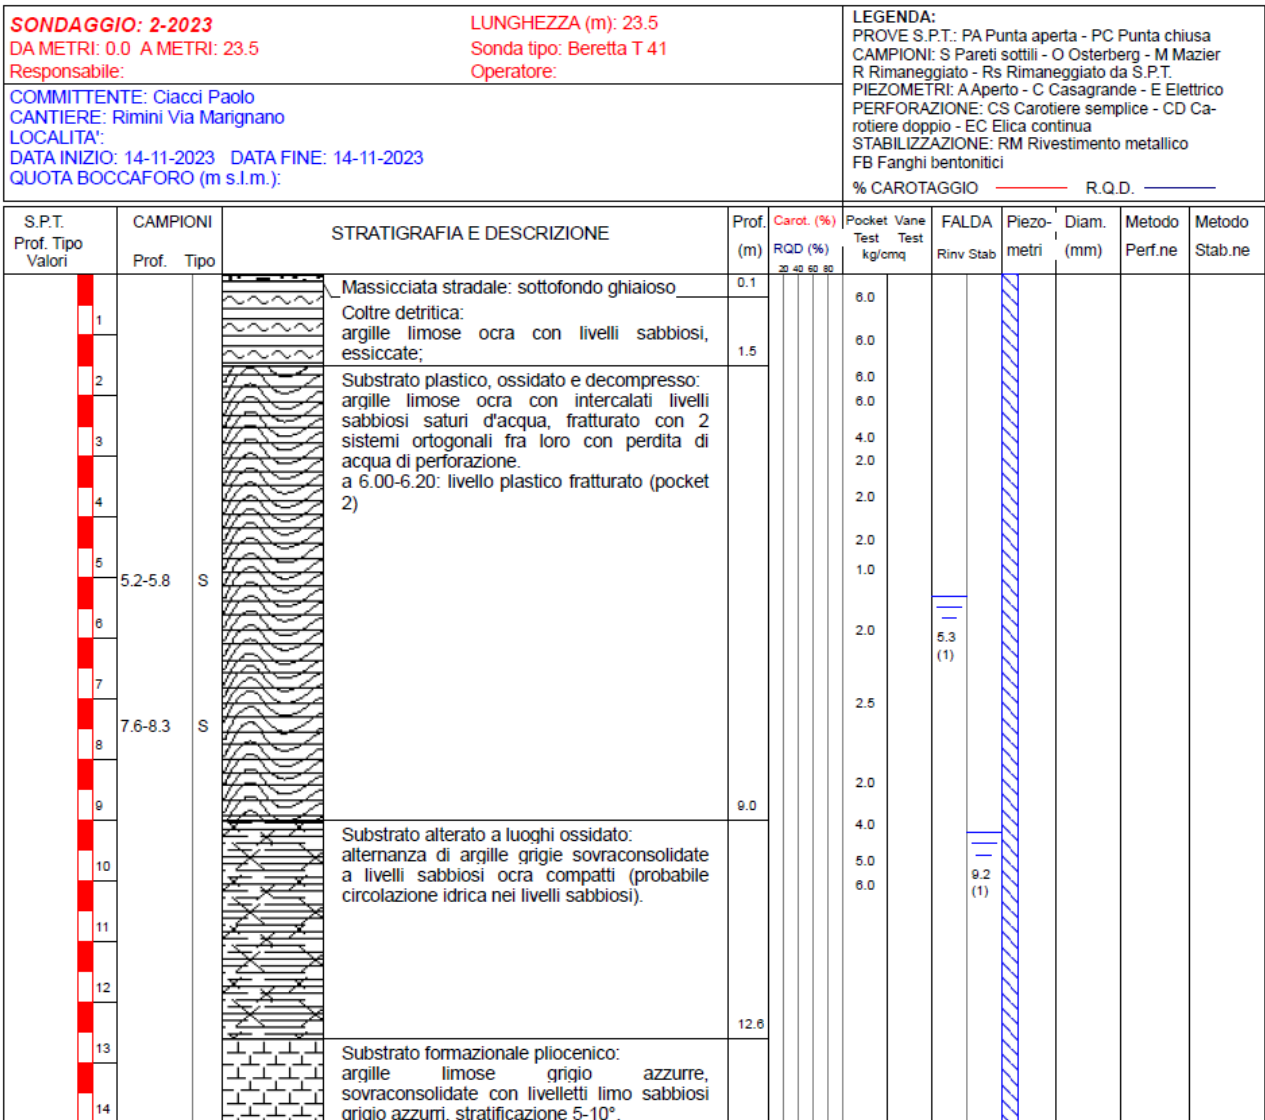 SONDAGGIO: 2-2023
LUNGHEZZA (m): 23.5
DA METRI: 0.0 A METRI: 23.5
Sonda tipo: Beretta T 41
Responsabile:
Operatore:
COMMITTENTE: Ciacci Paolo
CANTIERE: Rimini Via Marignano
LOCALITA':
DATA INIZIO: 14-11-2023 DATA FINE: 14-11-2023
QUOTA BOCCAFORO (m s.l.m.):
LEGENDA:
PROVE S.P.T.: PA Punta aperta - PC Punta chiusa
CAMPIONI: S Pareti sottili - O Osterberg - M Mazier
R Rimaneggiato - Rs Rimaneggiato da S.P.T.
PIEZOMETRI: A Aperto - C Casagrande - E Elettrico
PERFORAZIONE: CS Carotiere semplice - CD Ca-
rotiere doppio - EC Elica continua
STABILIZZAZIONE: RM Rivestimento metallico
FB Fanghi bentonitici
% CAROTAGGIO R.Q.D.
S.P.T.
Prof. Tipo
Valori
CAMPIONI
Prof. Tipo
STRATIGRAFIA E DESCRIZIONE
Prof.
(m)
Carot. (%)
RQD (%)
20 40 60 80
Pocket Vane
Test Test
kg/cmq
FALDA
Rinv Stab
Piezo-
metri
Diam.
(mm)
Metodo
Perf.ne
Metodo
Stab.ne
1
2
3
4
5
6
7
8
9
10
11
12
13
14
5.2-5.8 S
7.6-8.3 S
Massicciata stradale: sottofondo ghiaioso
0.1
Coltre detritica:
argille limose ocra con livelli sabbiosi,
essiccate;
1.5
Substrato plastico, ossidato e decompresso:
argille limose ocra con intercalati livelli
sabbiosi saturi d'acqua, fratturato con 2
sistemi ortogonali fra loro con perdita di
acqua di perforazione.
a 6.00-6.20: livello plastico fratturato (pocket
2)
9.0
Substrato alterato a luoghi ossidato:
alternanza di argille grigie sovraconsolidate
a livelli sabbiosi ocra compatti (probabile
circolazione idrica nei livelli sabbiosi).
12.6
Substrato formazionale pliocenico:
argille limose grigio azzurre,
sovraconsolidate con livelletti limo sabbiosi
grigio azzurri, stratificazione 5-10°.
6.0
6.0
6.0
6.0
4.0
2.0
2.0
2.0
1.0
2.0
2.5
2.0
4.0
5.0
6.0
5.3
(1)
9.2
(1)